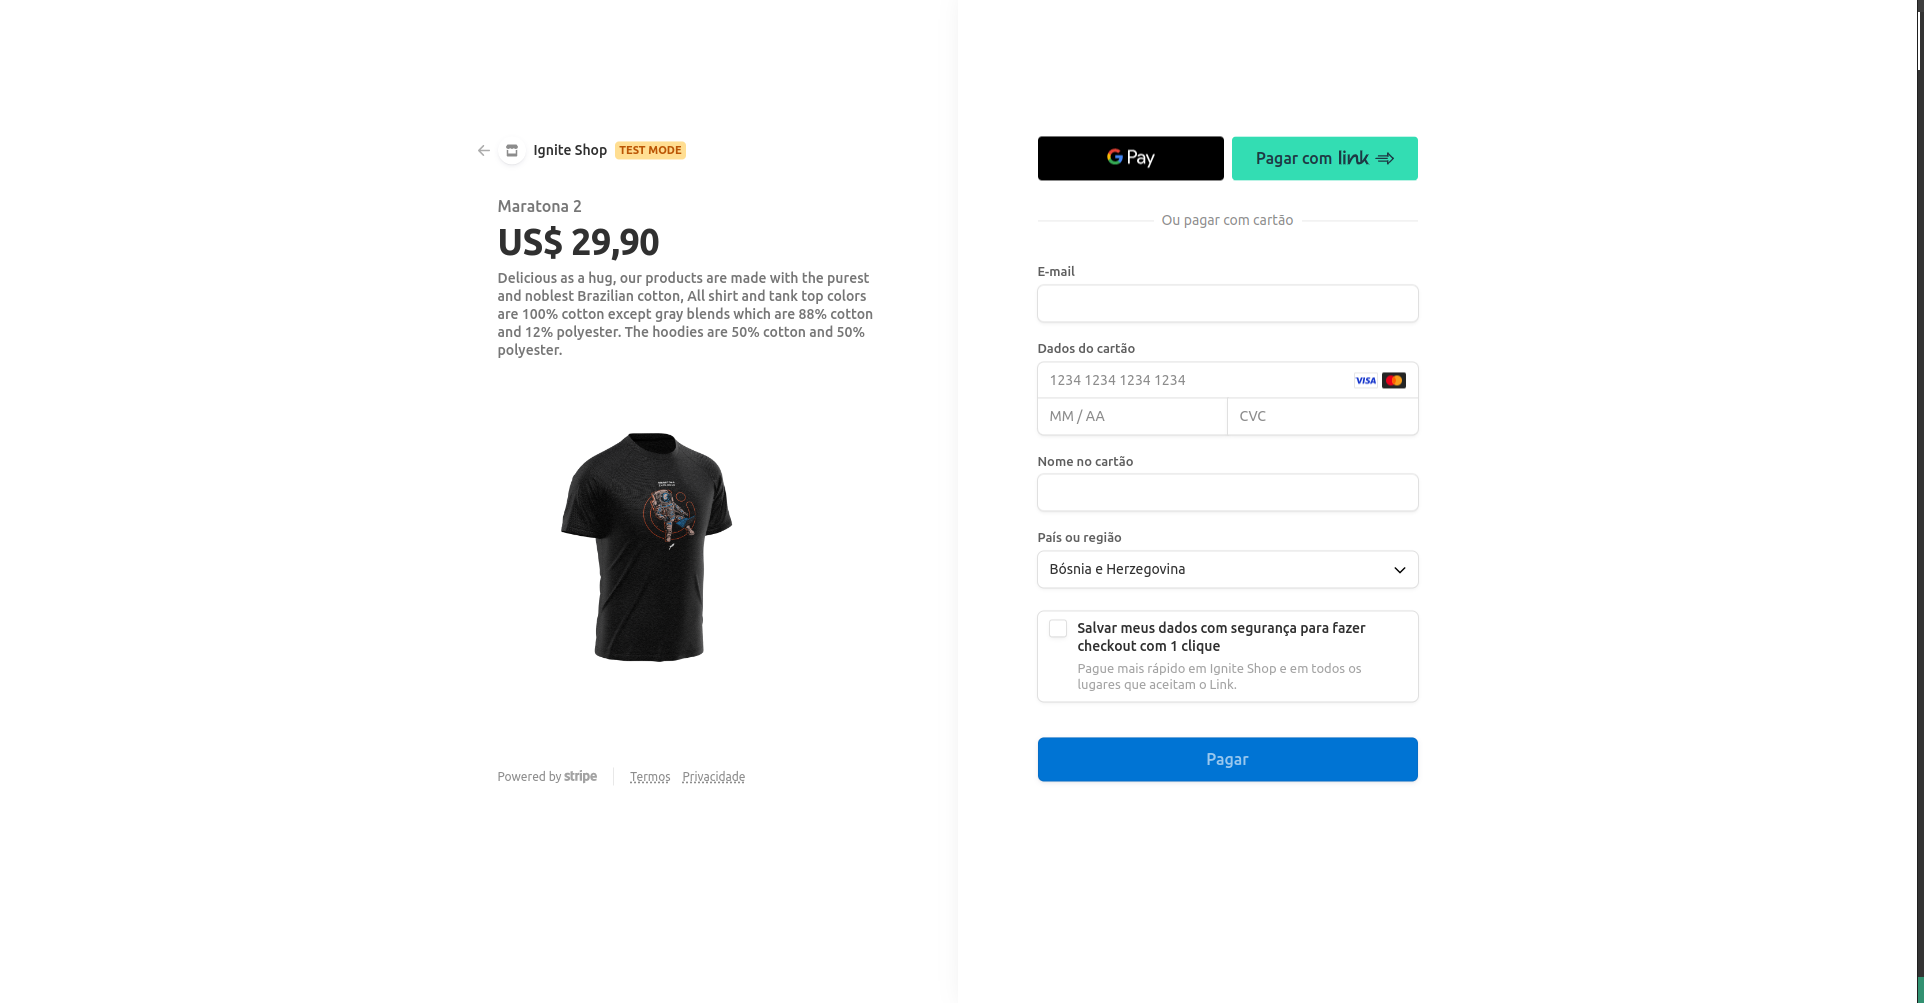 Ignite Shop TEST MODE
Maratona 2
US$ 29,90
Delicious as a hug, our products are made with the purest
and noblest Brazilian cotton, All shirt and tank top colors
are 100% cotton except gray blends which are 88% cotton
and 12% polyester. The hoodies are 50% cotton and 50%
polyester.
Powered by stripe Termos Privacidade
G Pay Pagar com link
Ou pagar com cartão
E-mail
Dados do cartão
1234 1234 1234 1234 VISA
MM / AA CVC
Nome no cartão
País ou região
Bósnia e Herzegovina
Salvar meus dados com segurança para fazer
checkout com 1 clique
Pague mais rápido em Ignite Shop e em todos os
lugares que aceitam o Link.
Pagar